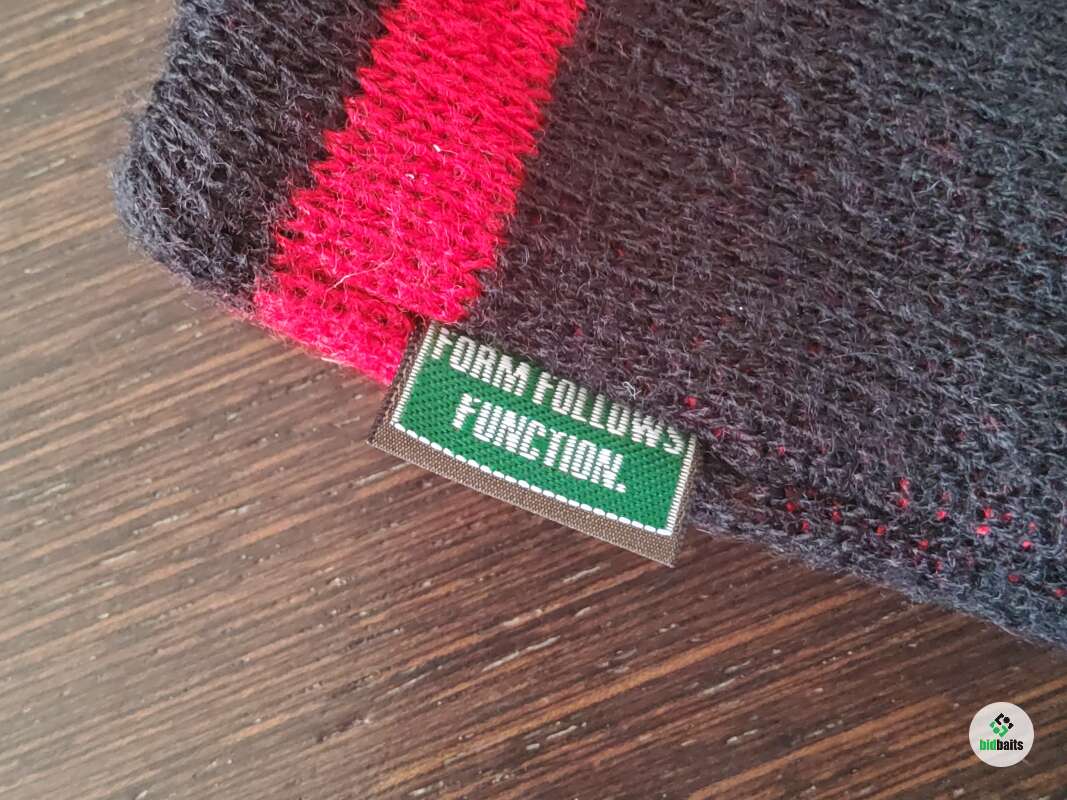 FORM FOLLOWS
FUNCTION.
bidbaits